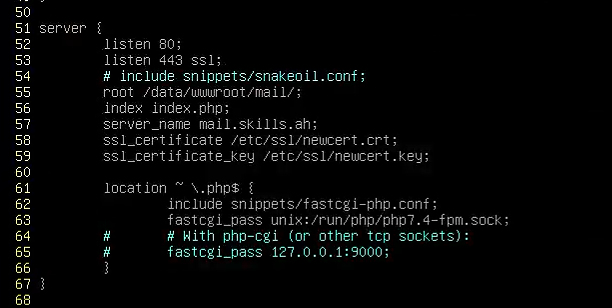 50
51 server {
52 listen 80;
53 listen 443 ssl;
54 # include snippets/snakeoil.conf;
55 root /data/wwwroot/mail/;
56 index index.php;
57 server_name mail.skills.ah;
58 ssl_certificate /etc/ssl/newcert.crt;
59 ssl_certificate_key /etc/ssl/newcert.key;
60
61 location ~ \.php$ {
62 include snippets/fastcgi-php.conf;
63 fastcgi_pass unix:/run/php/php7.4-fpm.sock;
64 # # With php-cgi (or other tcp sockets):
65 # fastcgi_pass 127.0.0.1:9000;
66 }
67 }
68